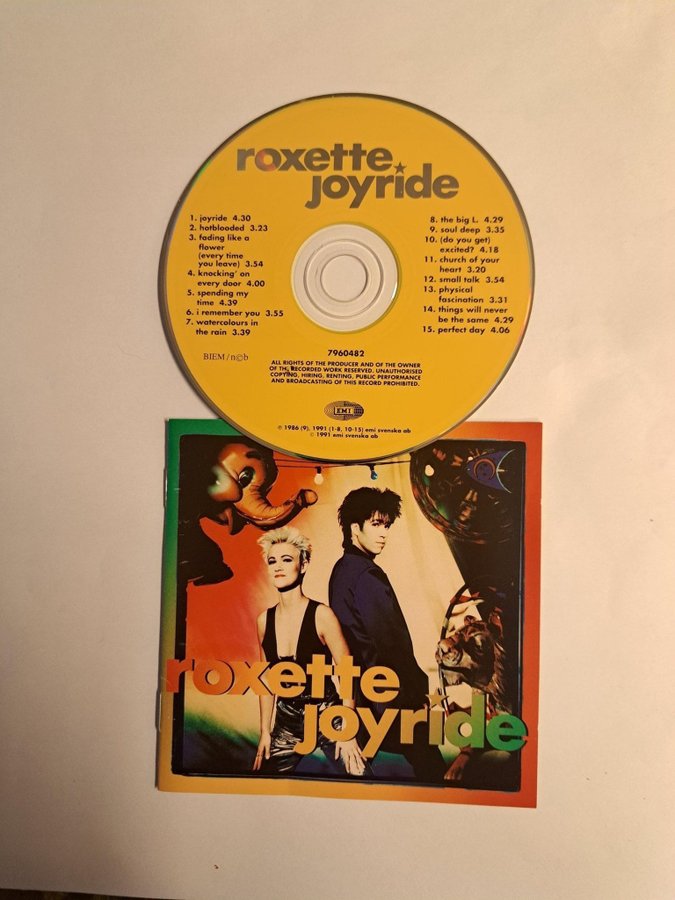 roxette
joyride
1. joyride 4.30
2. hotblooded 3.23
3. fading like a
flower
(every time
you leave) 3.54
4. knocking' on
every door 4.00
5. spending my
time 4.39
6. i remember you 3.55
7. watercolours in
the rain 3.39
8. the big L. 4.29
9. soul deep 3.35
10. (do you get)
excited? 4.18
11. church of your
heart 3.20
12. small talk 3.54
13. physical
fascination 3.31
14. things will never
be the same 4.29
15. perfect day 4.06
BIEM/n©b
7960482
ALL RIGHTS OF THE PRODUCER AND OF THE OWNER
OF THE RECORDED WORK RESERVED. UNAUTHORISED
COPYING, HIRING, RENTING, PUBLIC PERFORMANCE
AND BROADCASTING OF THIS RECORD PROHIBITED.
EMI
℗ 1986 (9), 1991 (1-8, 10-15) emi svenska ab
© 1991 emi svenska ab
roxette
joyride